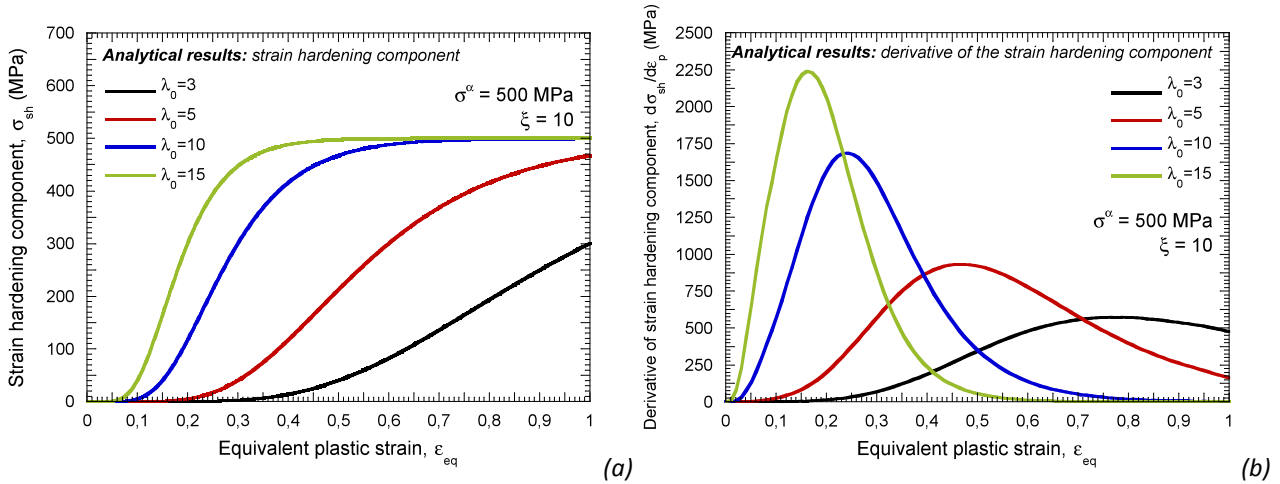 Analytical results: strain hardening component
λ0=3
λ0=5
λ0=10
λ0=15
σα = 500 MPa
ξ = 10
Strain hardening component, σsh (MPa)
700
600
500
400
300
200
100
0
0 0,1 0,2 0,3 0,4 0,5 0,6 0,7 0,8 0,9 1
Equivalent plastic strain, εeq
(a)
Analytical results: derivative of the strain hardening component
λ0=3
λ0=5
λ0=10
λ0=15
σα = 500 MPa
ξ = 10
Derivative of strain hardening component, dσsh/dεp (MPa)
2500
2250
2000
1750
1500
1250
1000
750
500
250
0
0 0,1 0,2 0,3 0,4 0,5 0,6 0,7 0,8 0,9 1
Equivalent plastic strain, εeq
(b)